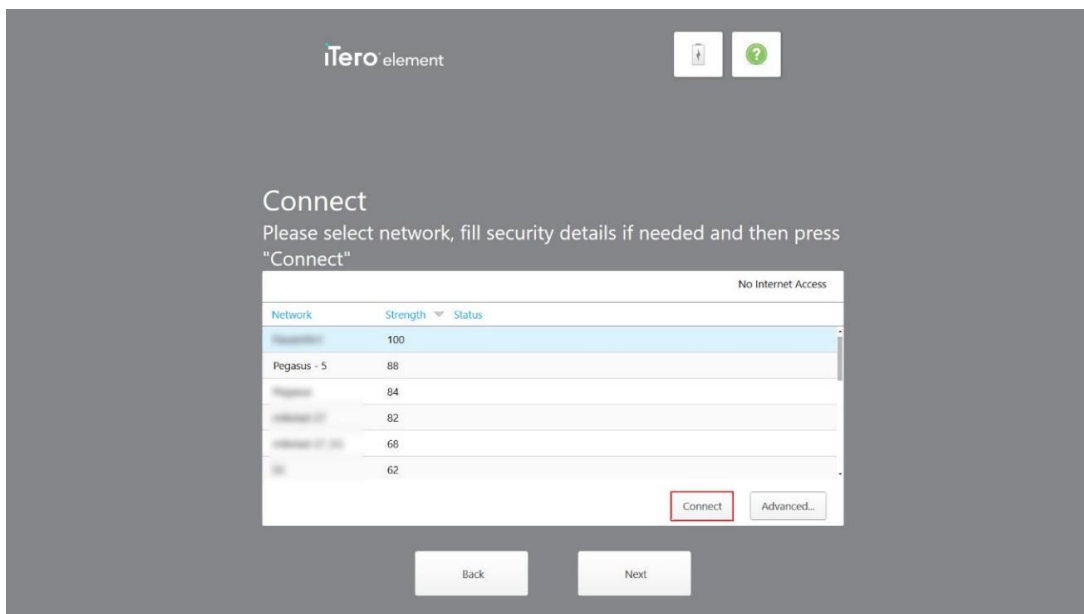 iTero element
?
Connect
Please select network, fill security details if needed and then press
"Connect"
No Internet Access
Network Strength Status
100
Pegasus - 5 88
84
82
68
62
Connect Advanced...
Back Next